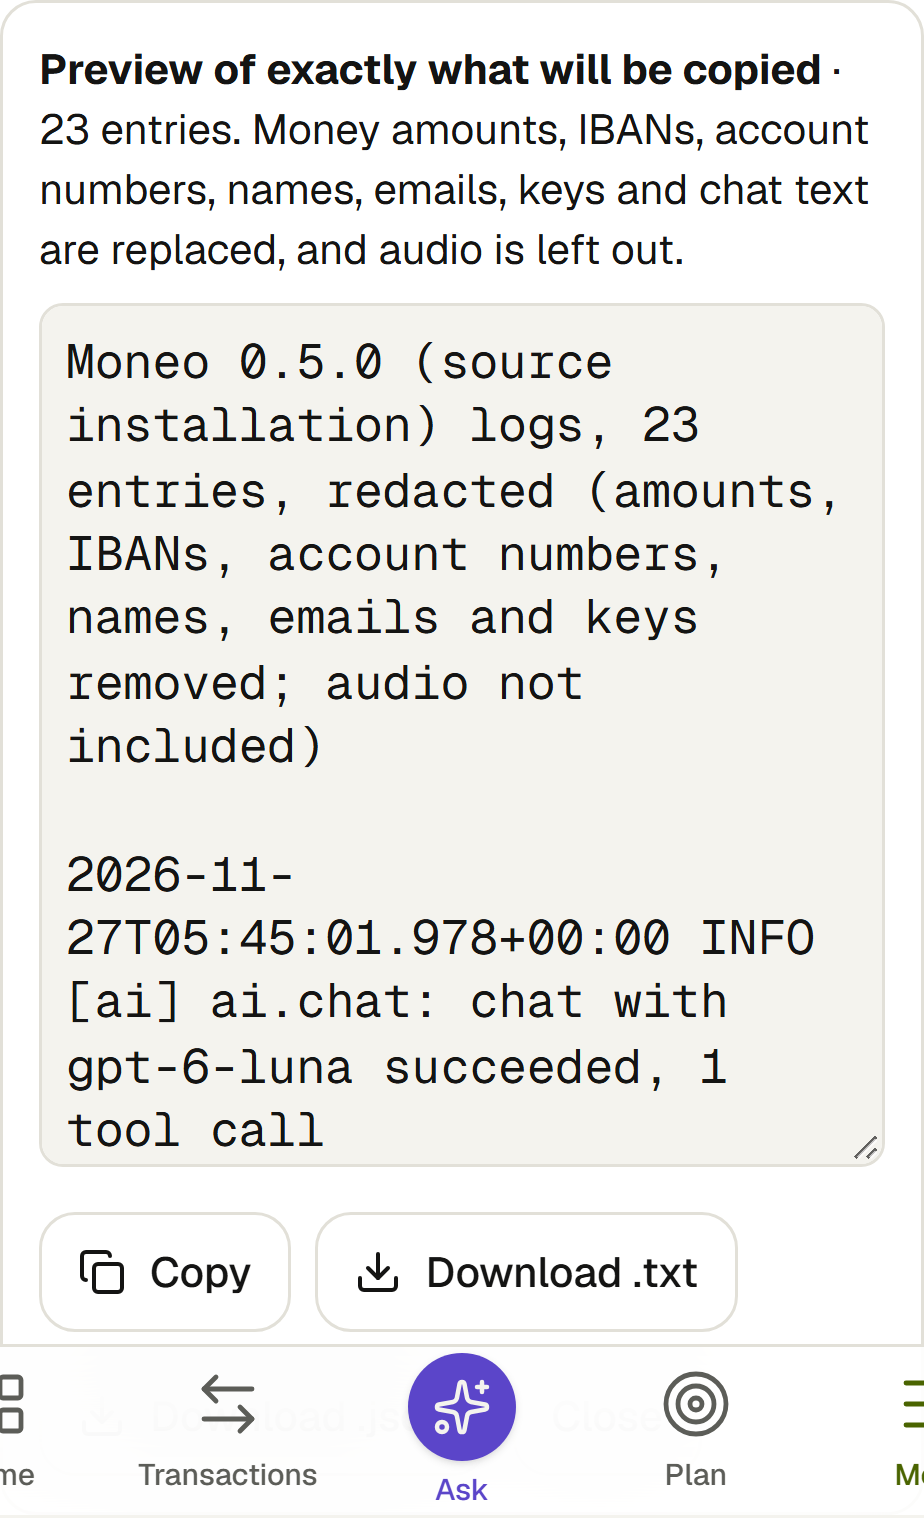 Preview of exactly what will be copied ·
23 entries. Money amounts, IBANs, account
numbers, names, emails, keys and chat text
are replaced, and audio is left out.
Moneo 0.5.0 (source
installation) logs, 23
entries, redacted (amounts,
IBANs, account numbers,
names, emails and keys
removed; audio not
included)
2026-11-
27T05:45:01.978+00:00 INFO
[ai] ai.chat: chat with
gpt-6-luna succeeded, 1
tool call
Copy
Download .txt
Download .js
Close
me
Transactions
Ask
Plan
M